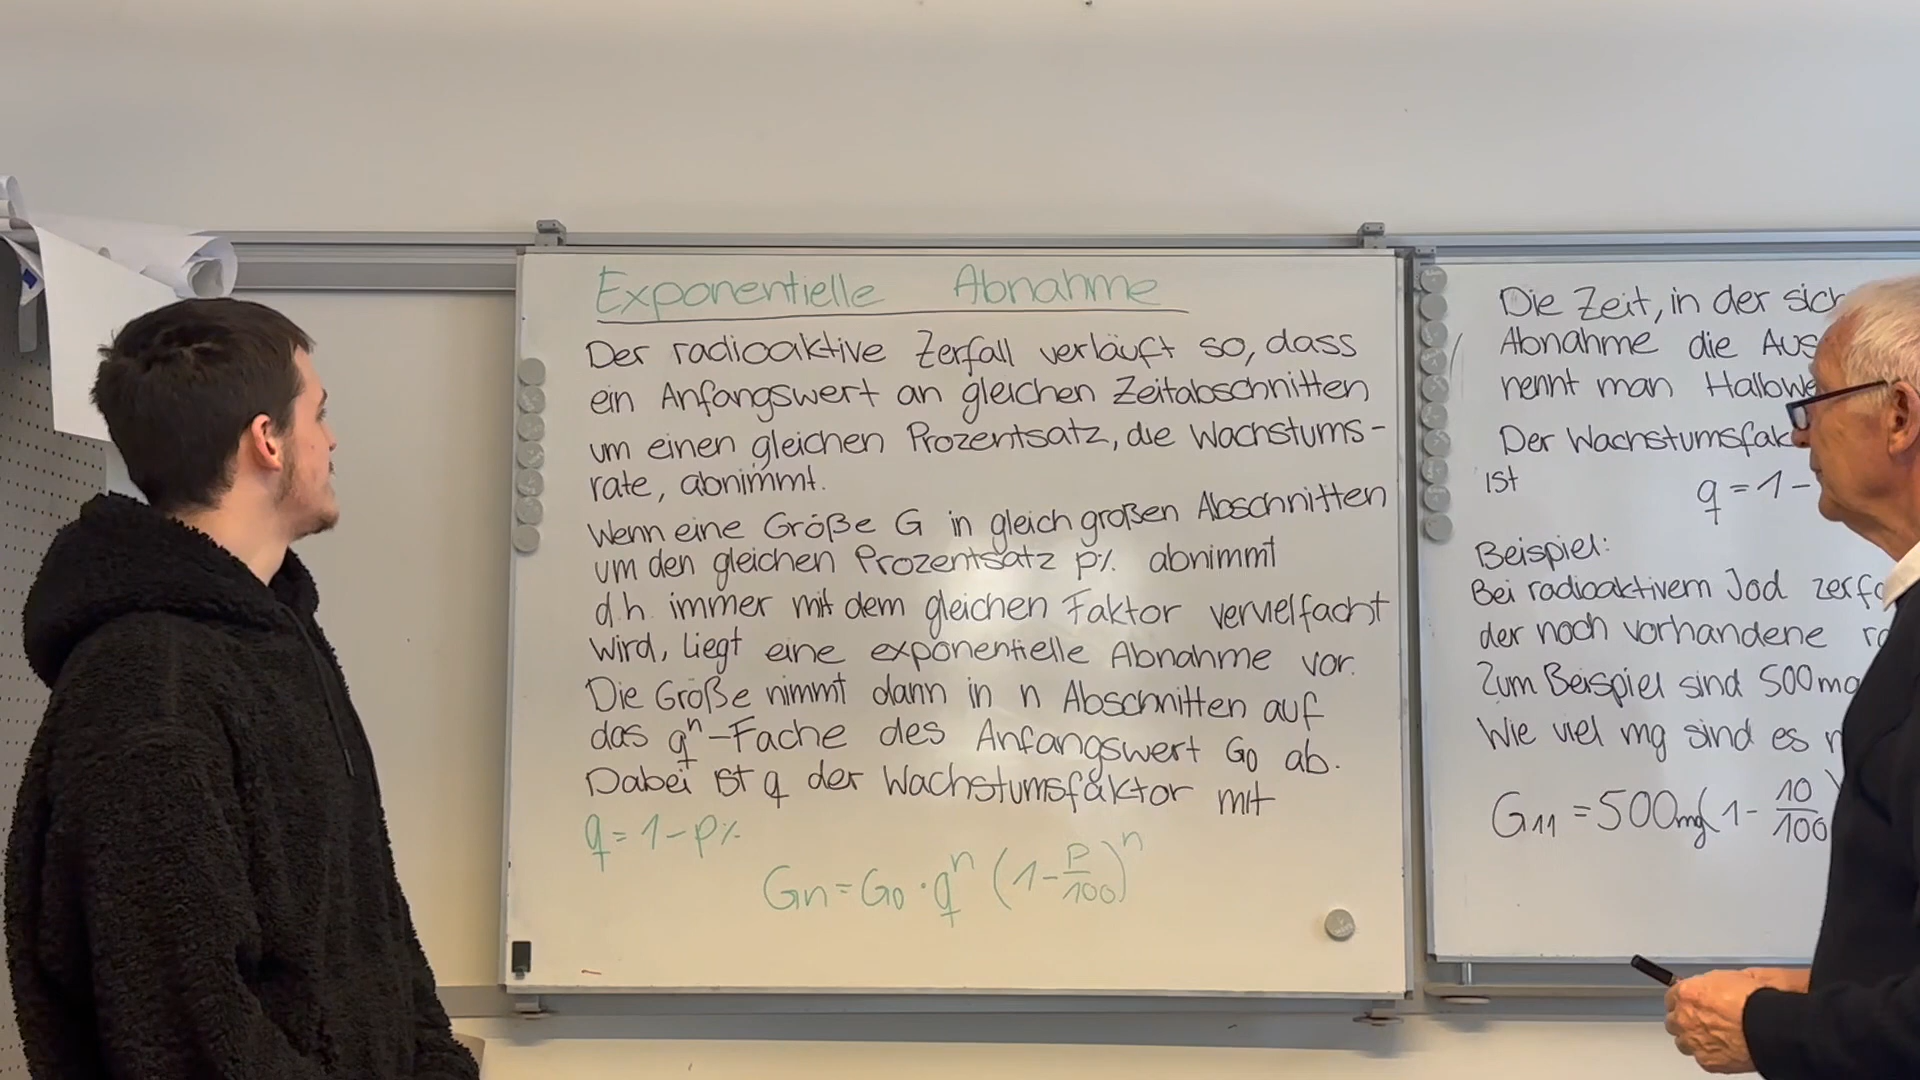 Exponentielle Abnahme
Der radioaktive Zerfall verläuft so, dass
ein Anfangswert an gleichen Zeitabschnitten
um einen gleichen Prozentsatz, die Wachstums-
rate, abnimmt.
Wenn eine Größe G in gleich großen Abschnitten
um den gleichen Prozentsatz p% abnimmt
d.h. immer mit dem gleichen Faktor vervielfacht
wird, liegt eine exponentielle Abnahme vor.
Die Größe nimmt dann in n Abschnitten auf
das qⁿ-Fache des Anfangswert G₀ ab.
Dabei ist q der Wachstumsfaktor mit
q = 1 - p%
Gn = G₀ · qⁿ (1 - p/100)ⁿ
Die Zeit, in der sich
Abnahme die
nennt man
Der
ist q = 1 -
Beispiel:
Bei radioaktivem Jod
der noch vorhandene
Zum Beispiel sind 500 mg
Wie viel mg sind es
G₁₁ = 500mg(1 - 10/100